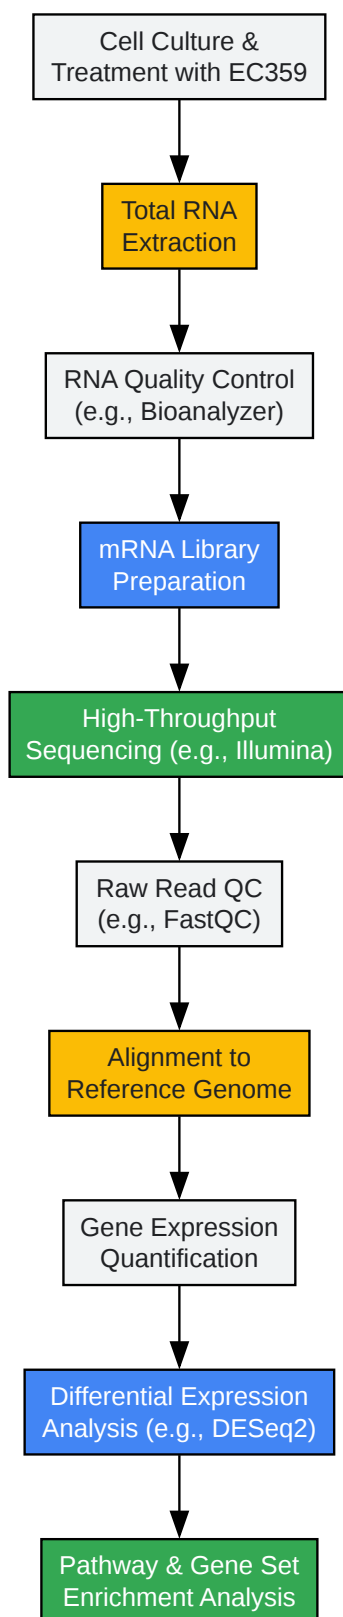 Cell Culture &
Treatment with EC359
Total RNA
Extraction
RNA Quality Control
(e.g., Bioanalyzer)
mRNA Library
Preparation
High-Throughput
Sequencing (e.g., Illumina)
Raw Read QC
(e.g., FastQC)
Alignment to
Reference Genome
Gene Expression
Quantification
Differential Expression
Analysis (e.g., DESeq2)
Pathway & Gene Set
Enrichment Analysis